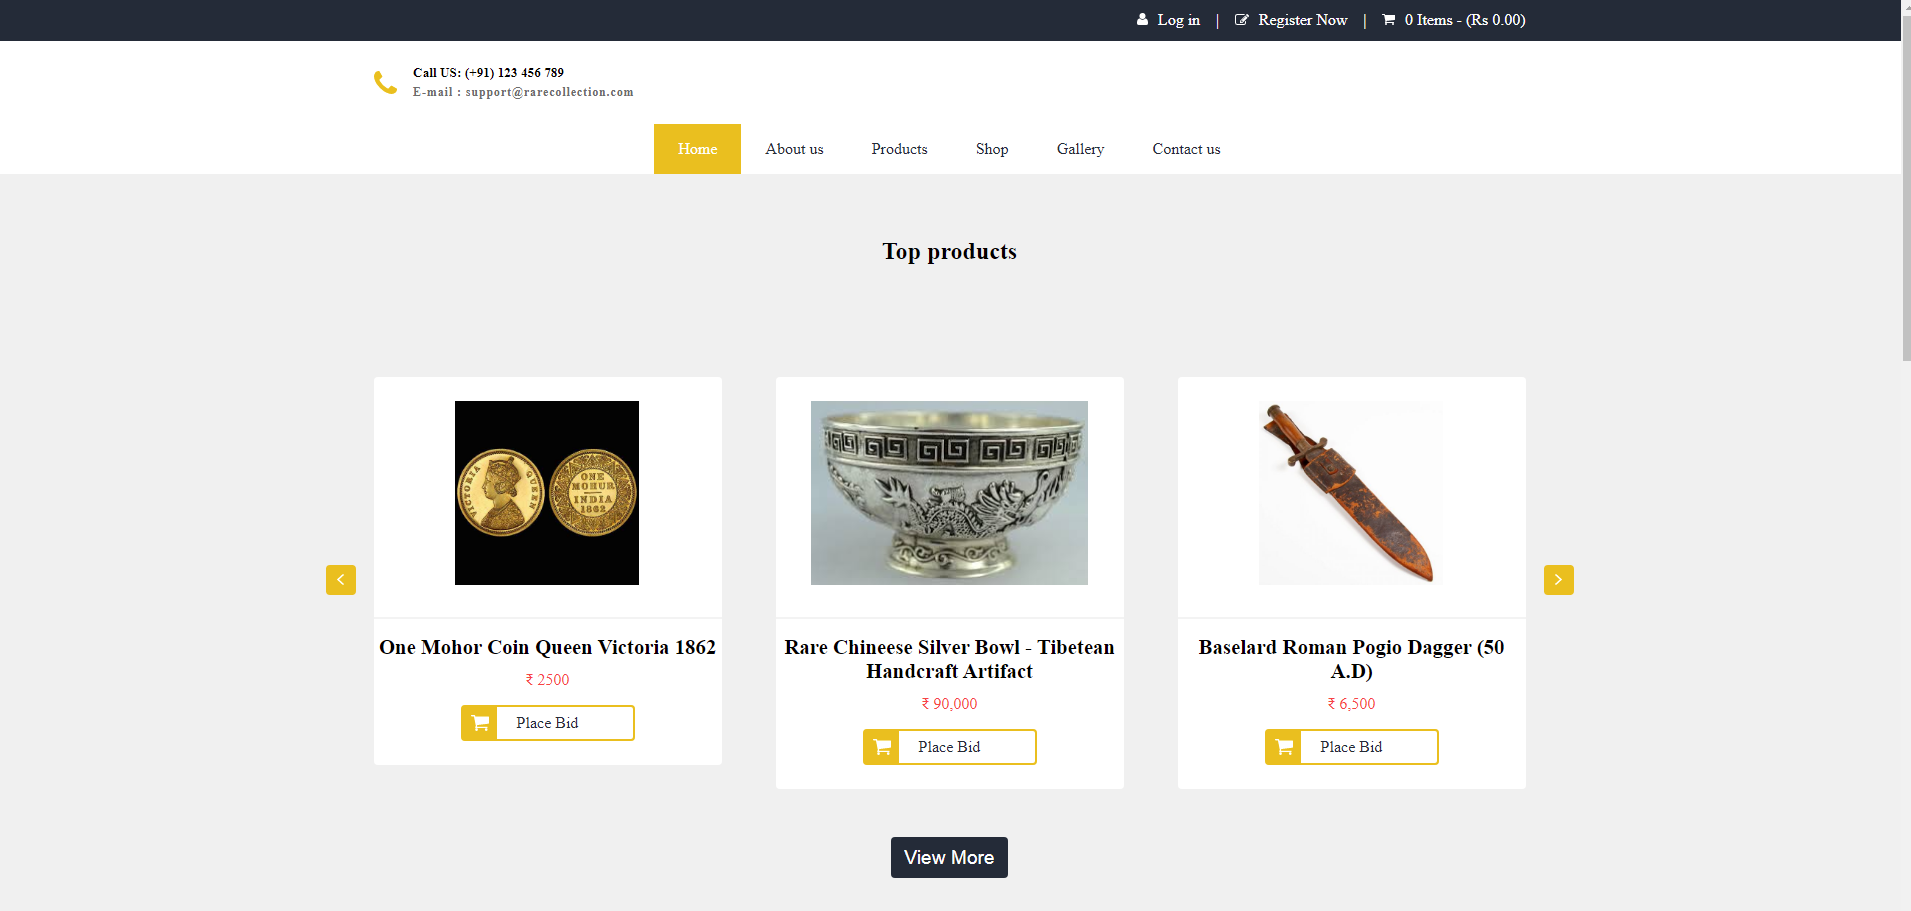 Log in | Register Now | 0 Items - (Rs 0.00)
Call US: (+91) 123 456 789
E-mail : support@rarecollection.com
Home About us Products Shop Gallery Contact us
Top products
VICTORIA QUEEN
ONE
MOHUR
INDIA
1862
One Mohor Coin Queen Victoria 1862
₹ 2500
Place Bid
Rare Chineese Silver Bowl - Tibetean
Handcraft Artifact
₹ 90,000
Place Bid
Baselard Roman Pogio Dagger (50
A.D)
₹ 6,500
Place Bid
View More